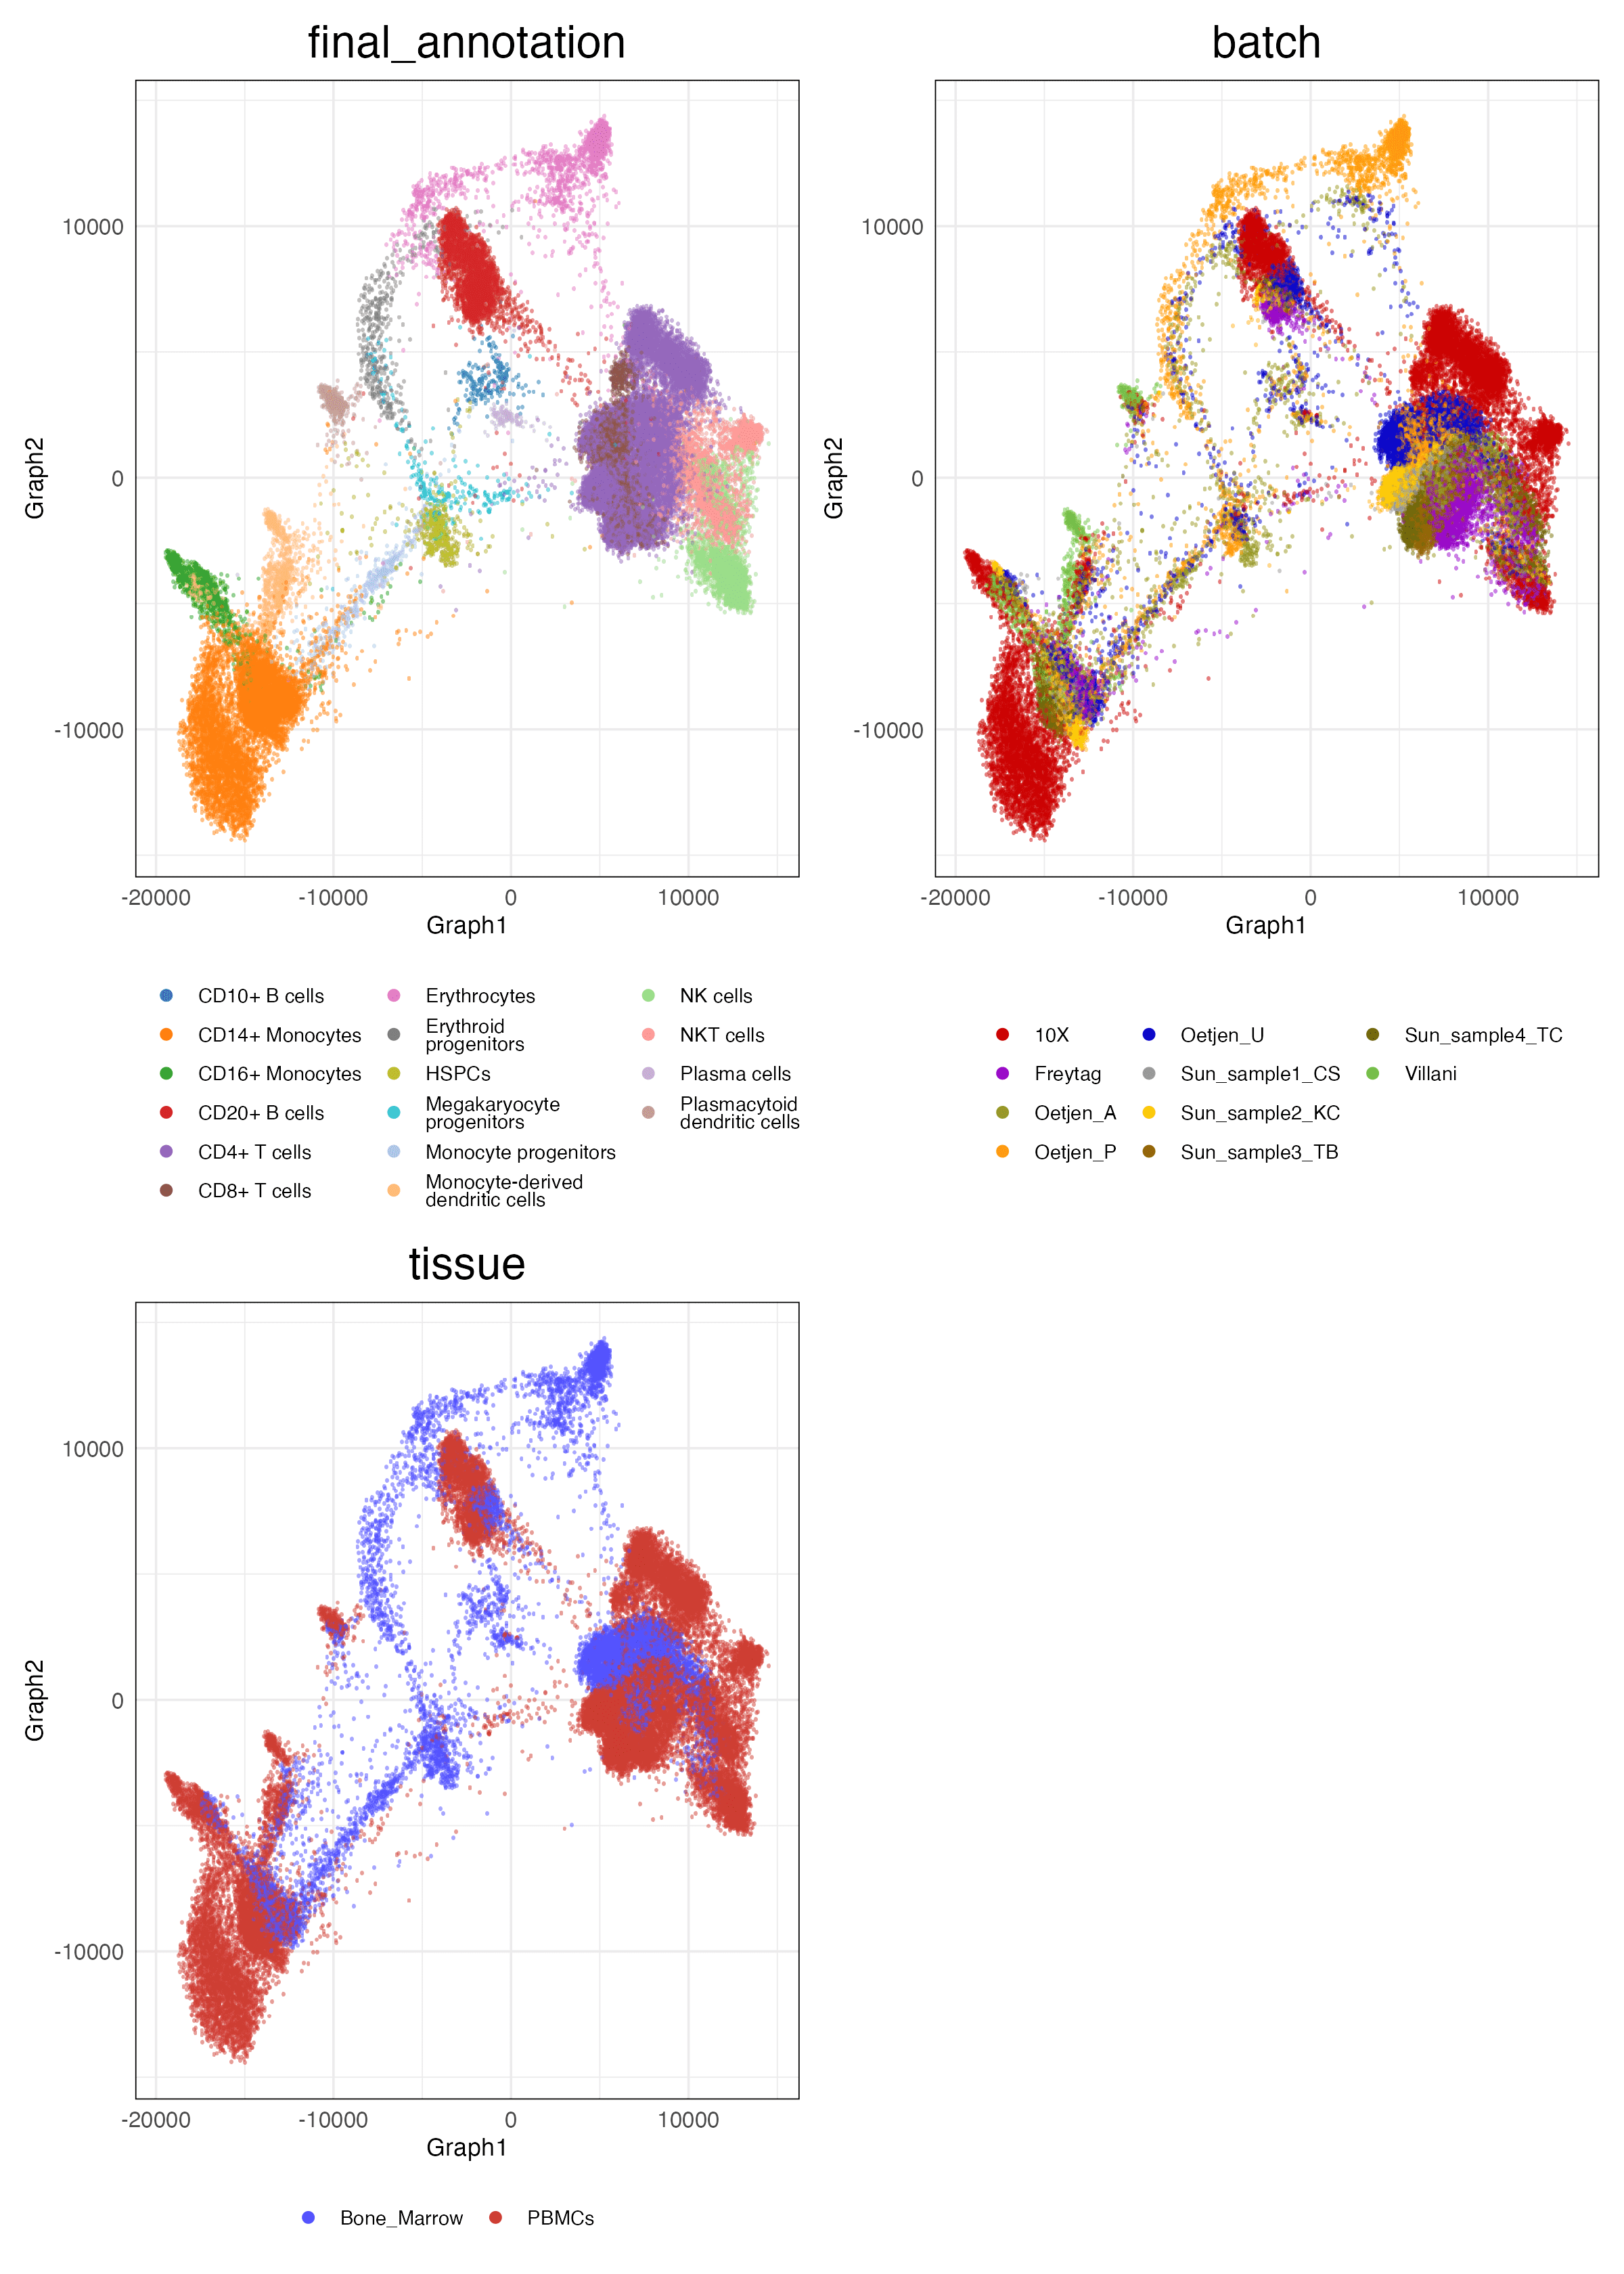 final_annotation
batch
10000
0
-10000
Graph2
-20000
-10000
0
10000
Graph1
10000
0
-10000
Graph2
-20000
-10000
0
10000
Graph1
CD10+ B cells
CD14+ Monocytes
CD16+ Monocytes
CD20+ B cells
CD4+ T cells
CD8+ T cells
Erythrocytes
Erythroid
progenitors
HSPCs
Megakaryocyte
progenitors
Monocyte progenitors
Monocyte-derived
dendritic cells
NK cells
NKT cells
Plasma cells
Plasmacytoid
dendritic cells
10X
Freytag
Oetjen_A
Oetjen_P
Oetjen_U
Sun_sample1_CS
Sun_sample2_KC
Sun_sample3_TB
Sun_sample4_TC
Villani
tissue
10000
0
-10000
Graph2
-20000
-10000
0
10000
Graph1
Bone_Marrow
PBMCs